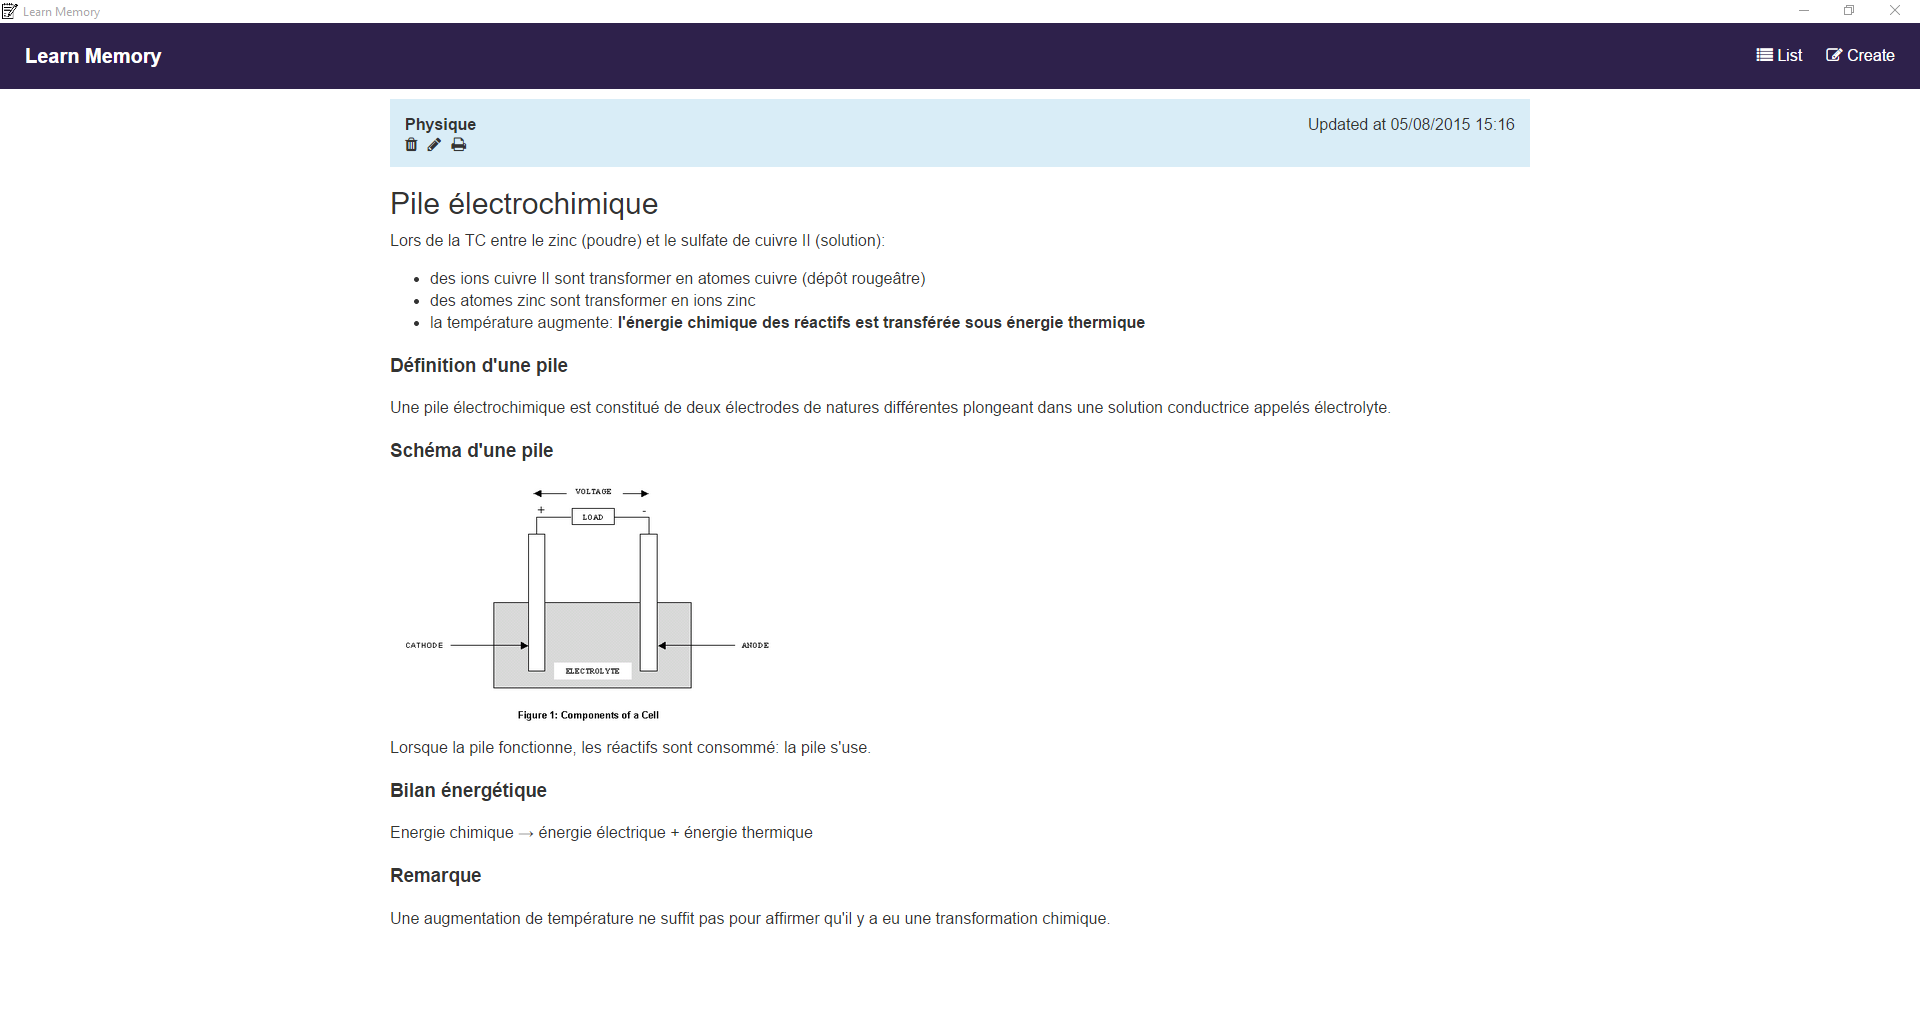 Learn Memory
Learn Memory
List
Create
Physique
Updated at 05/08/2015 15:16
Pile électrochimique
Lors de la TC entre le zinc (poudre) et le sulfate de cuivre II (solution):
des ions cuivre II sont transformer en atomes cuivre (dépôt rougeâtre)
des atomes zinc sont transformer en ions zinc
la température augmente: l'énergie chimique des réactifs est transférée sous énergie thermique
Définition d'une pile
Une pile électrochimique est constitué de deux électrodes de natures différentes plongeant dans une solution conductrice appelés électrolyte.
Schéma d'une pile
VOLTAGE
+ -
LOAD
CATHODE
ANODE
ELECTROLYTE
Figure 1: Components of a Cell
Lorsque la pile fonctionne, les réactifs sont consommé: la pile s'use.
Bilan énergétique
Energie chimique → énergie électrique + énergie thermique
Remarque
Une augmentation de température ne suffit pas pour affirmer qu'il y a eu une transformation chimique.